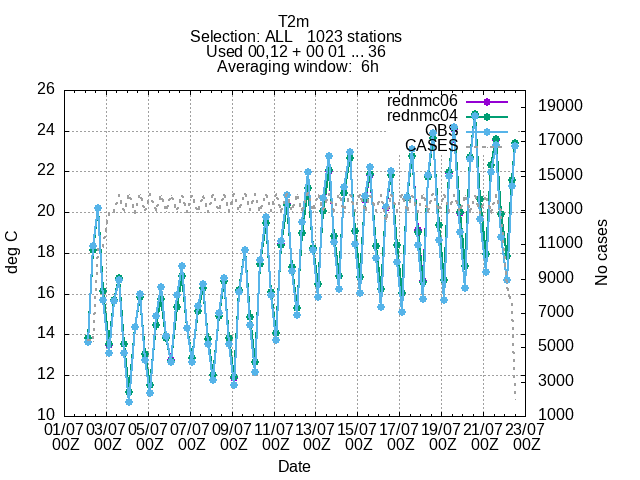 T2m
Selection: ALL   1023 stations
Used 00,12 + 00 01 ... 36
Averaging window:  6h
rednmc06
rednmc04
OBS
CASES
deg C
26
24
22
20
18
16
14
12
10
No cases
19000
17000
15000
13000
11000
9000
7000
5000
3000
1000
01/07 03/07 05/07 07/07 09/07 11/07 13/07 15/07 17/07 19/07 21/07 23/07
00Z 00Z 00Z 00Z 00Z 00Z 00Z 00Z 00Z 00Z 00Z 00Z
Date